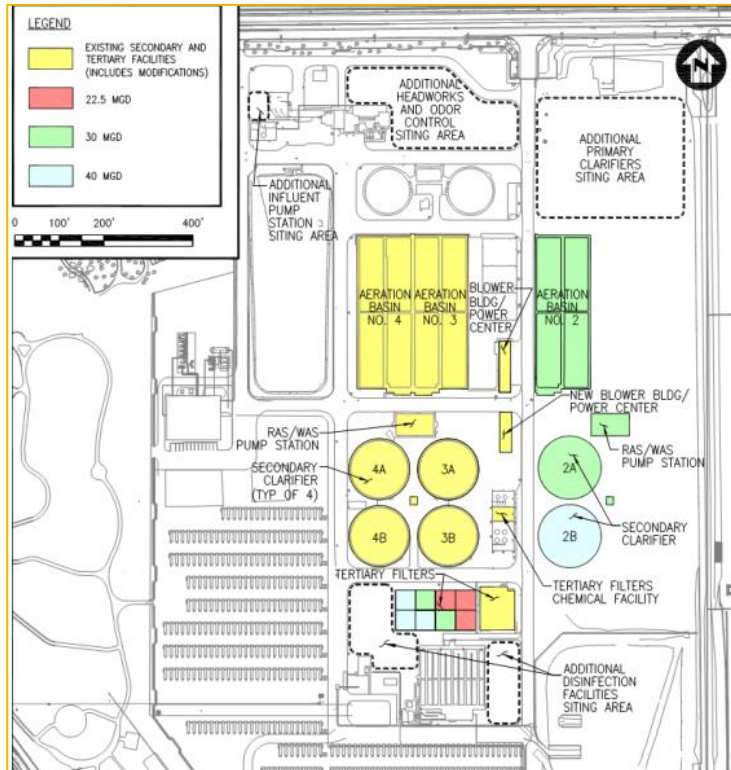 LEGEND
EXISTING SECONDARY AND
TERTIARY FACILITIES
(INCLUDES MODIFICATIONS)
22.5 MGD
30 MGD
40 MGD
0 100' 200' 400'
N
ADDITIONAL
HEADWORKS
AND ODOR
CONTROL
SITING AREA
ADDITIONAL
PRIMARY
CLARIFIERS
SITING AREA
ADDITIONAL
INFLUENT
PUMP
STATION
SITING AREA
AERATION
BASIN
NO. 4
AERATION
BASIN
NO. 3
BLOWER
BLDG/
POWER
CENTER
AERATION
BASIN
NO. 2
NEW BLOWER BLDG/
POWER CENTER
RAS/WAS
PUMP STATION
RAS/WAS
PUMP STATION
SECONDARY
CLARIFIER
(TYP OF 4)
4A
3A
2A
4B
3B
2B
SECONDARY
CLARIFIER
TERTIARY FILTERS
TERTIARY FILTERS
CHEMICAL FACILITY
ADDITIONAL
DISINFECTION
FACILITIES
SITING AREA